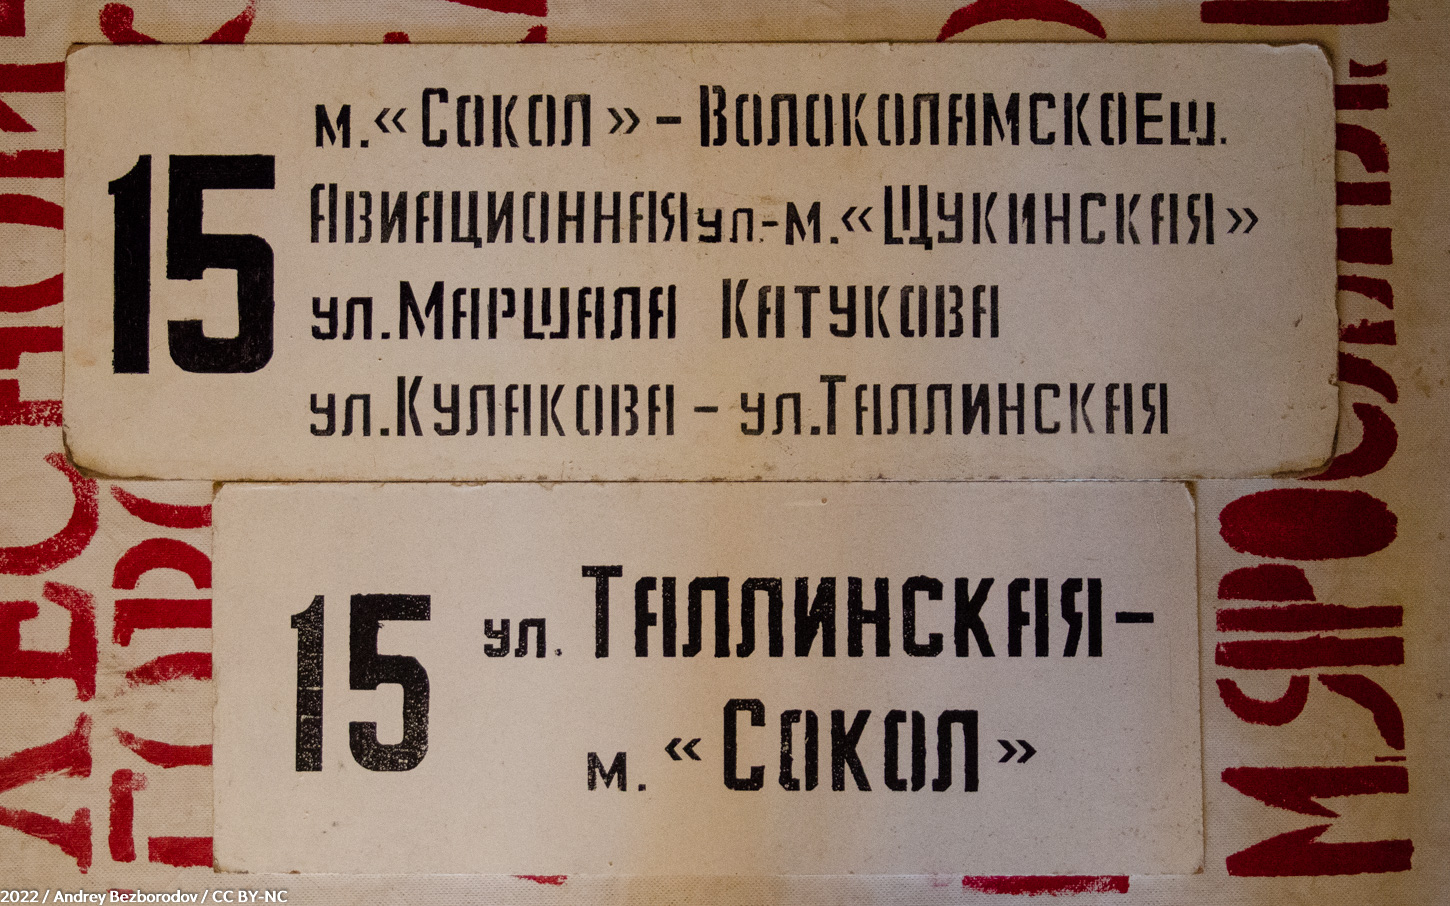 15
м. «Сокол» – Волоколамское ш.
Авиационная ул.-м. «Щукинская»
ул. Маршала Катукова
ул. Кулакова – ул. Таллинская
15
ул. Таллинская –
м. «Сокол»
2022 / Andrey Bezborodov / CC BY-NC